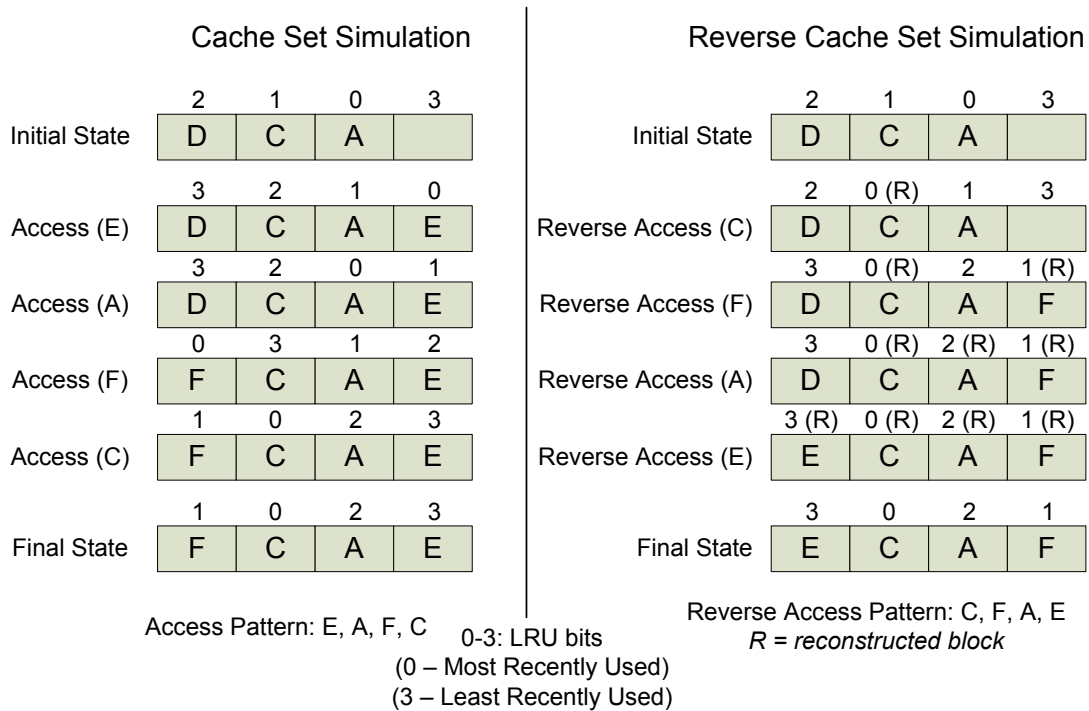 Cache Set Simulation
2 1 0 3
Initial State D C A
3 2 1 0
Access (E) D C A E
3 2 0 1
Access (A) D C A E
0 3 1 2
Access (F) F C A E
1 0 2 3
Access (C) F C A E
1 0 2 3
Final State F C A E
Access Pattern: E, A, F, C
Reverse Cache Set Simulation
2 1 0 3
Initial State D C A
2 0 (R) 1 3
Reverse Access (C) D C A
3 0 (R) 2 1 (R)
Reverse Access (F) D C A F
3 0 (R) 2 (R) 1 (R)
Reverse Access (A) D C A F
3 (R) 0 (R) 2 (R) 1 (R)
Reverse Access (E) E C A F
3 0 2 1
Final State E C A F
Reverse Access Pattern: C, F, A, E
R = reconstructed block
0-3: LRU bits
(0 – Most Recently Used)
(3 – Least Recently Used)